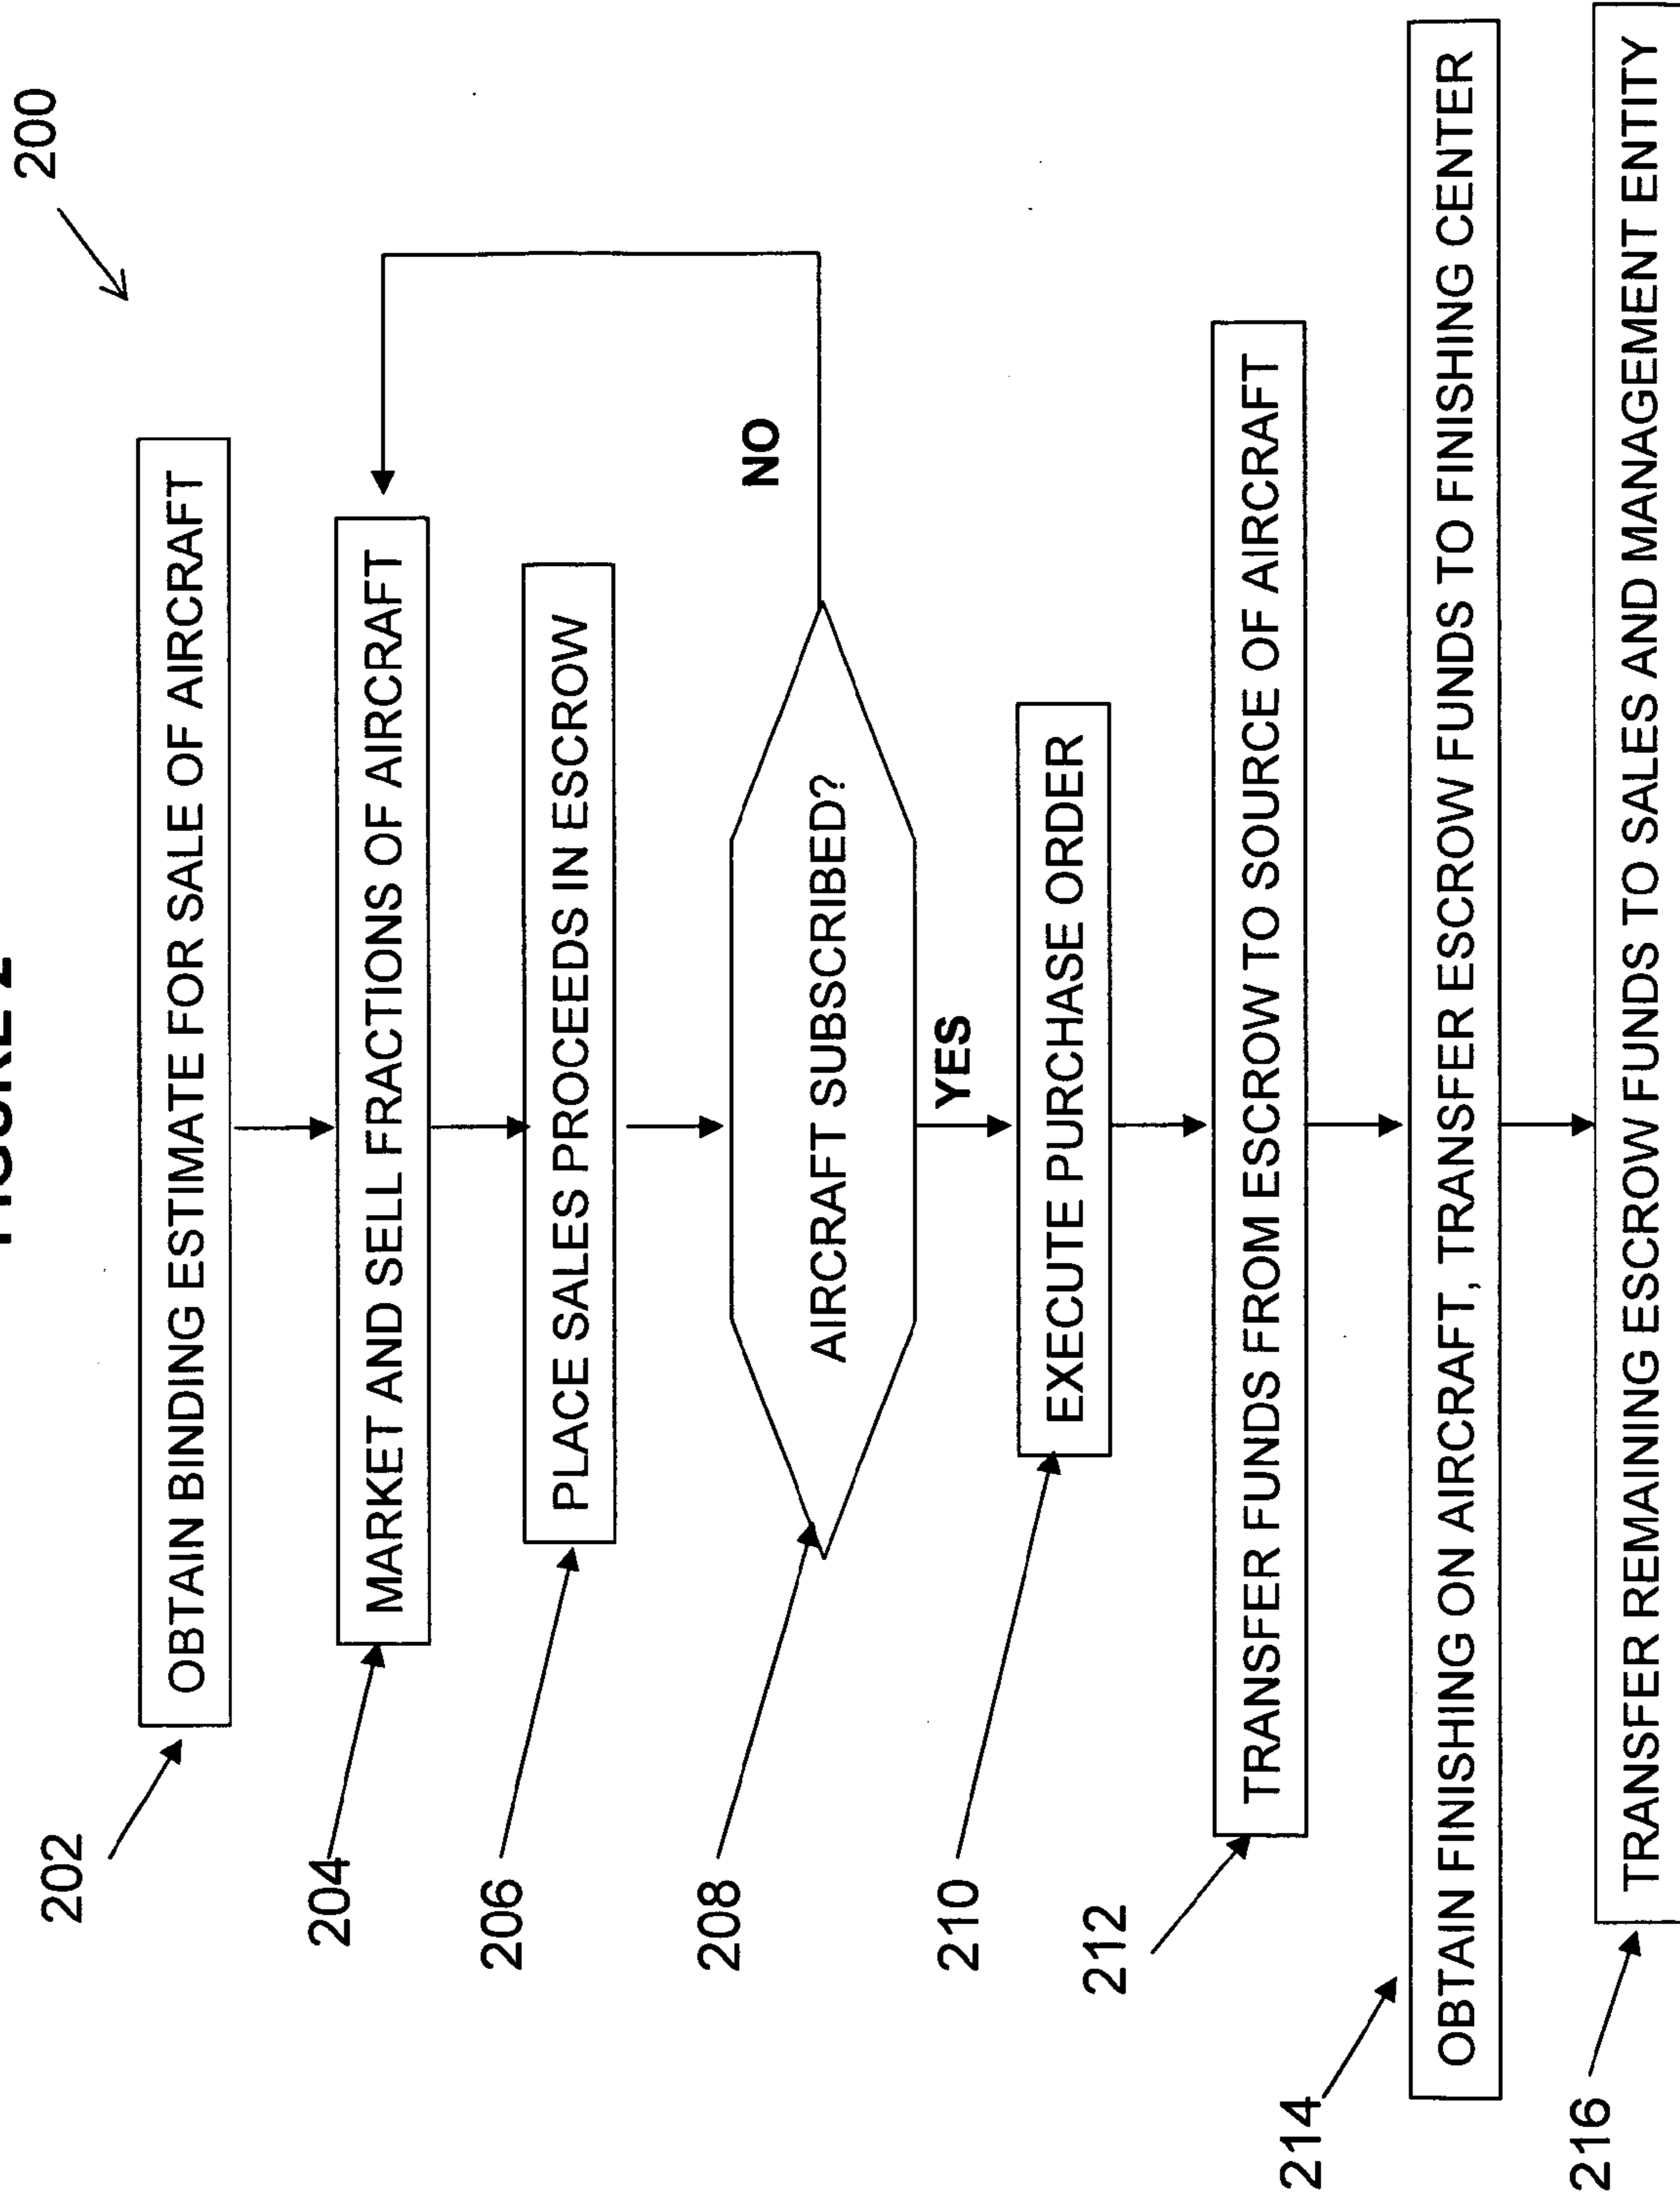 FIGURE 2
200
202
OBTAIN BINDING ESTIMATE FOR SALE OF AIRCRAFT
204
MARKET AND SELL FRACTIONS OF AIRCRAFT
206
PLACE SALES PROCEEDS IN ESCROW
208
AIRCRAFT SUBSCRIBED?
NO
YES
210
EXECUTE PURCHASE ORDER
212
TRANSFER FUNDS FROM ESCROW TO SOURCE OF AIRCRAFT
214
OBTAIN FINISHING ON AIRCRAFT, TRANSFER ESCROW FUNDS TO FINISHING CENTER
216
TRANSFER REMAINING ESCROW FUNDS TO SALES AND MANAGEMENT ENTITY